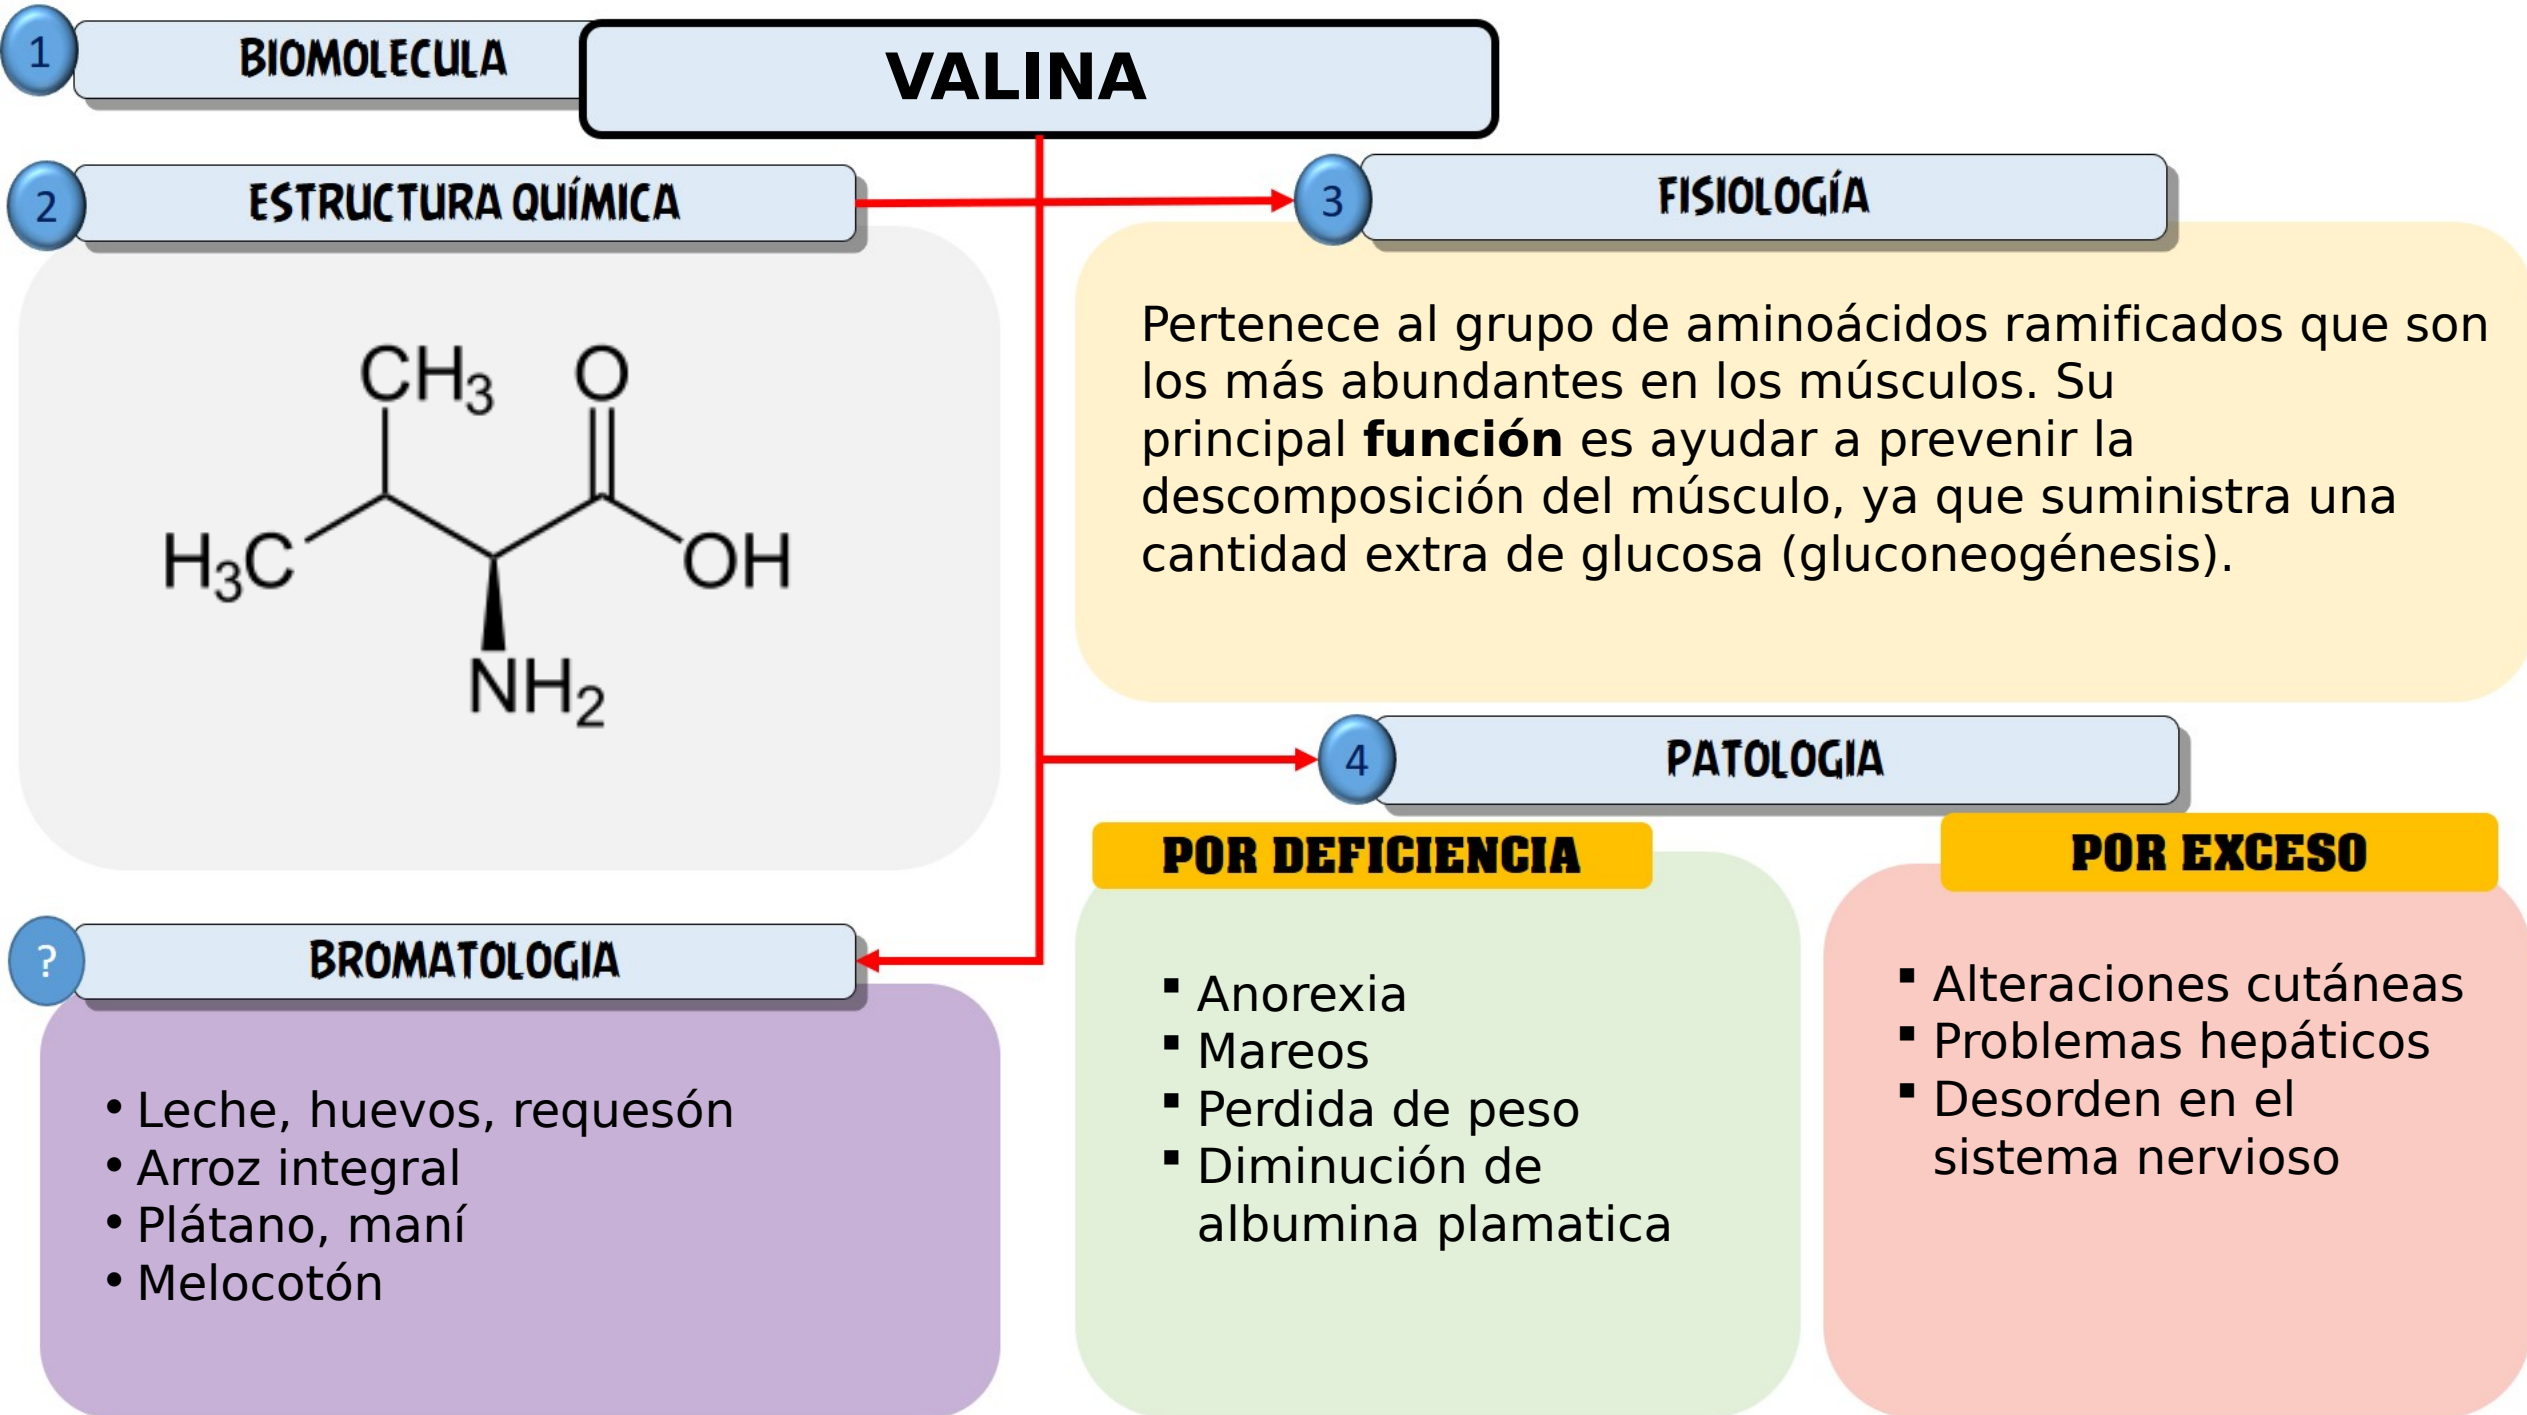 1
BIOMOLECULA
VALINA
2
ESTRUCTURA QUÍMICA
CH3
O
H3C
OH
NH2
3
FISIOLOGÍA
Pertenece al grupo de aminoácidos ramificados que son
los más abundantes en los músculos. Su
principal función es ayudar a prevenir la
descomposición del músculo, ya que suministra una
cantidad extra de glucosa (gluconeogénesis).
4
PATOLOGIA
POR DEFICIENCIA
▪ Anorexia
▪ Mareos
▪ Perdida de peso
▪ Diminución de
albumina plamatica
POR EXCESO
▪ Alteraciones cutáneas
▪ Problemas hepáticos
▪ Desorden en el
sistema nervioso
?
BROMATOLOGIA
• Leche, huevos, requesón
• Arroz integral
• Plátano, maní
• Melocotón